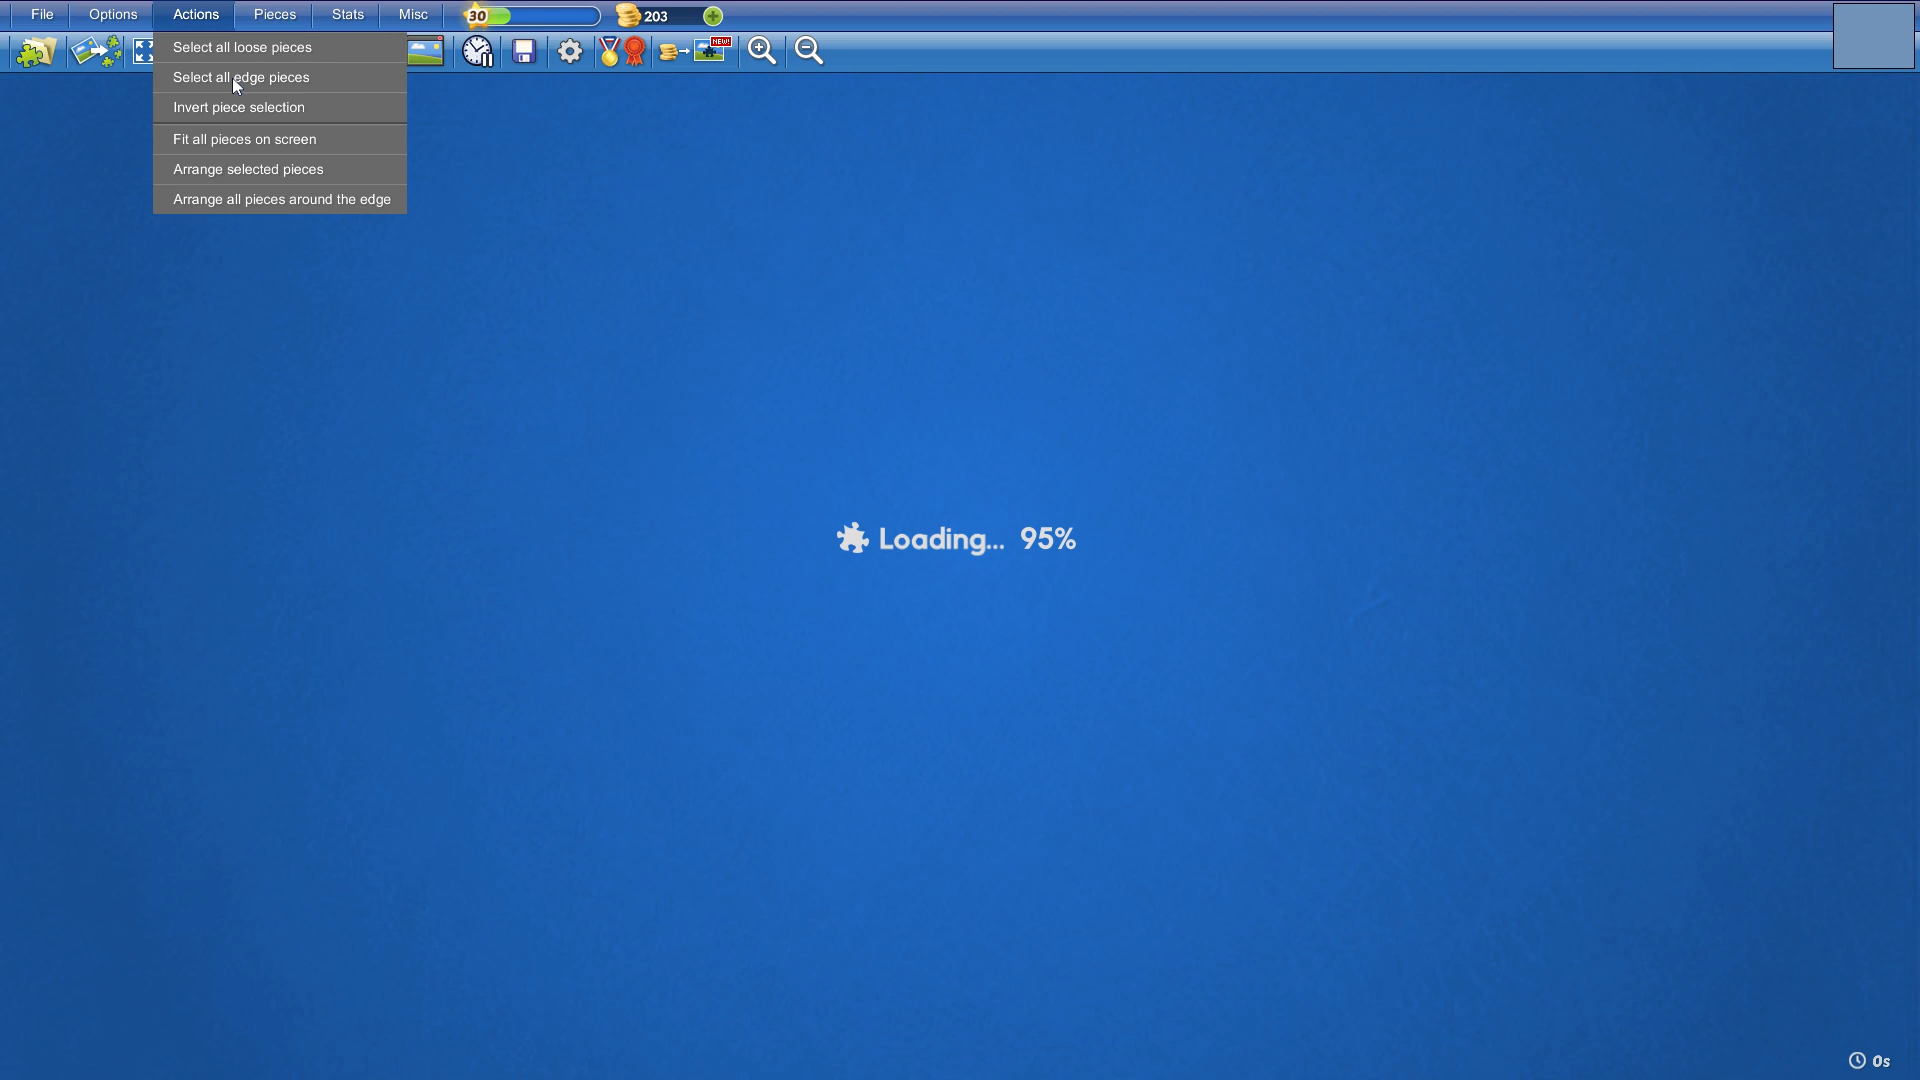 File Options Actions Pieces Stats Misc 30 203
NEW!
Select all loose pieces
Select all edge pieces
Invert piece selection
Fit all pieces on screen
Arrange selected pieces
Arrange all pieces around the edge
Loading... 95%
0s